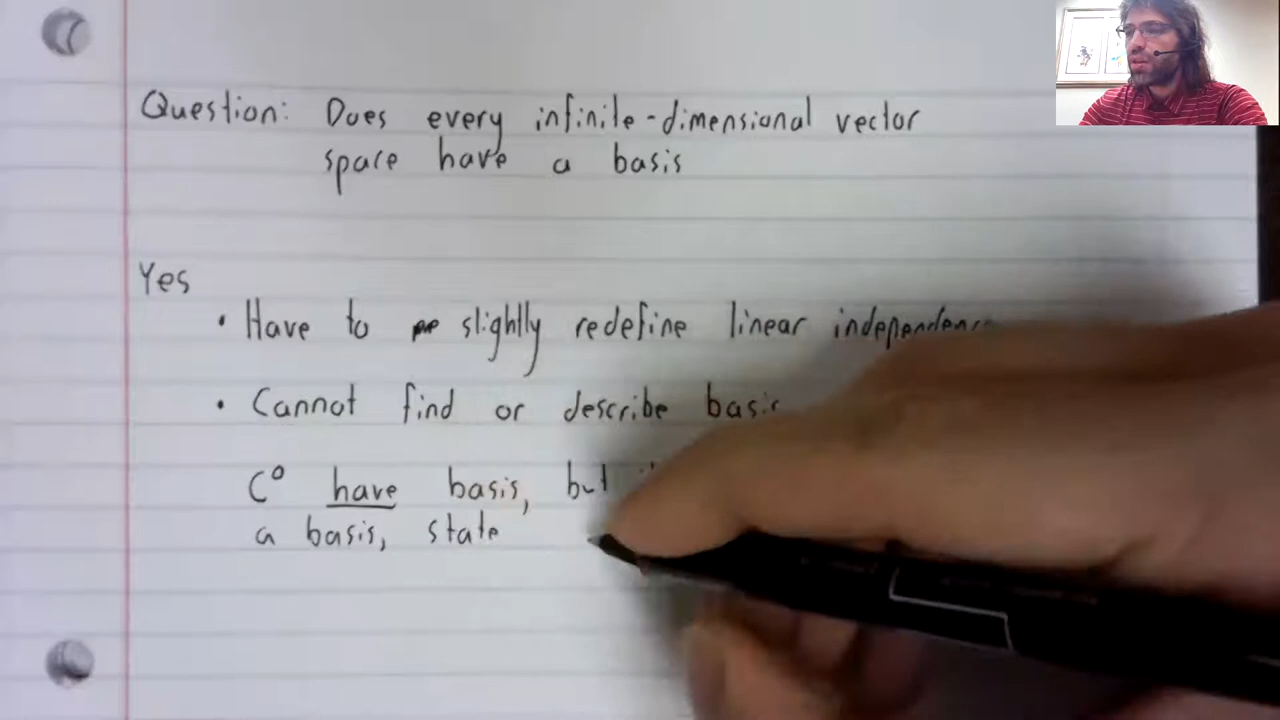 Question: Does every infinite-dimensional vector
space have a basis
Yes
• Have to slightly redefine linear independence
• Cannot find or describe basis
C⁰ have basis, but
a basis, state